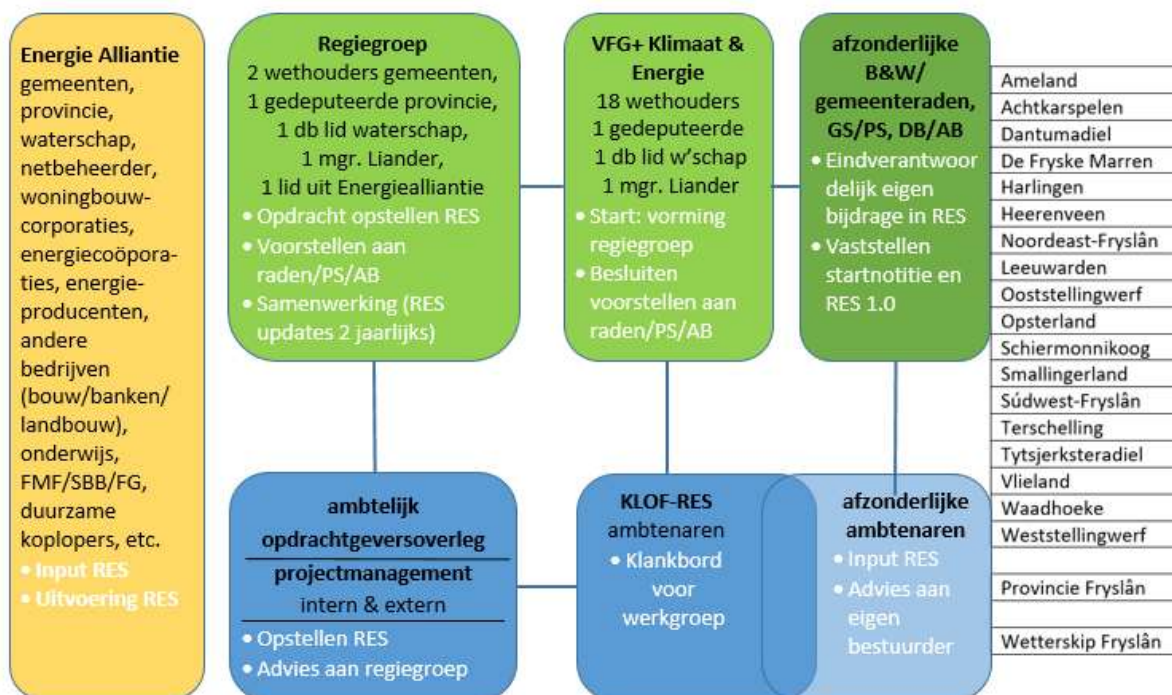 Energie Alliantie
gemeenten,
provincie,
waterschap,
netbeheerder,
woningbouw-
corporaties,
energiecoöpora-
ties, energie-
producenten,
andere
bedrijven
(bouw/banken/
landbouw),
onderwijs,
FMF/SBB/FG,
duurzame
koplopers, etc.
• Input RES
• Uitvoering RES
Regiegroep
2 wethouders gemeenten,
1 gedeputeerde provincie,
1 db lid waterschap,
1 mgr. Liander,
1 lid uit Energiealliantie
• Opdracht opstellen RES
• Voorstellen aan
raden/PS/AB
• Samenwerking (RES
updates 2 jaarlijks)
VFG+ Klimaat &
Energie
18 wethouders
1 gedeputeerde
1 db lid w'schap
1 mgr. Liander
• Start: vorming
regiegroep
• Besluiten
voorstellen aan
raden/PS/AB
afzonderlijke
B&W/
gemeenteraden,
GS/PS, DB/AB
• Eindverantwoor
delijk eigen
bijdrage in RES
• Vaststellen
startnotitie en
RES 1.0
ambtelijk
opdrachtgeversoverleg
projectmanagement
intern & extern
• Opstellen RES
• Advies aan regiegroep
KLOF-RES
ambtenaren
• Klankbord
voor
werkgroep
afzonderlijke
ambtenaren
• Input RES
• Advies aan
eigen
bestuurder
Ameland
Achtkarspelen
Dantumadiel
De Fryske Marren
Harlingen
Heerenveen
Noordeast-Fryslân
Leeuwarden
Ooststellingwerf
Opsterland
Schiermonnikoog
Smallingerland
Súdwest-Fryslân
Terschelling
Tytsjerksteradiel
Vlieland
Waadhoeke
Weststellingwerf
Provincie Fryslân
Wetterskip Fryslân